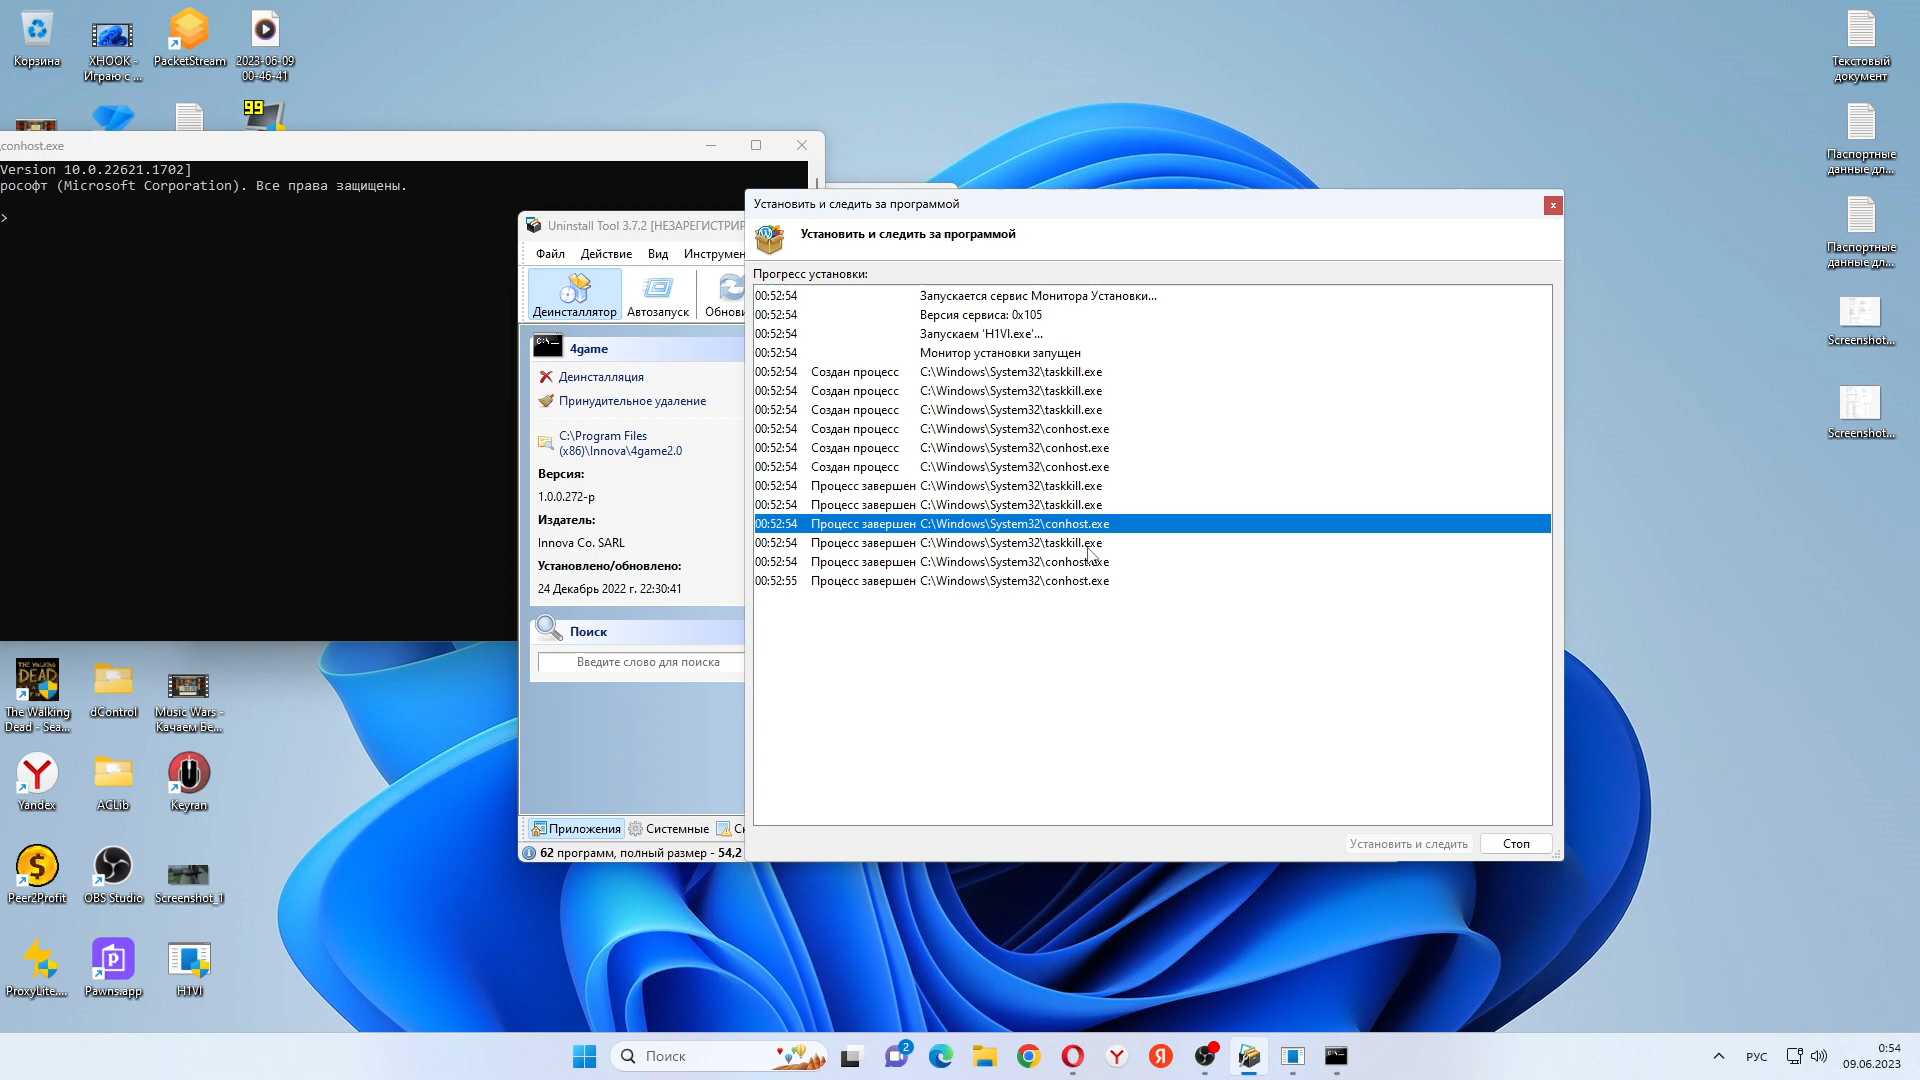 Корзина
XHOOK -
Играю с ...
PacketStream
2023-06-09
00-46-41
99
Текстовый
документ
Паспортные
данные дл...
Паспортные
данные дл...
Screenshot...
Screenshot...
conhost.exe
Version 10.0.22621.1702]
рософт (Microsoft Corporation). Все права защищены.
>
Uninstall Tool 3.7.2 [НЕЗАРЕГИСТРИР
Файл Действие Вид Инструмен
Деинсталлятор Автозапуск Обнови
C:\_
4game
Деинсталляция
Принудительное удаление
C:\Program Files
(x86)\Innova\4game2.0
Версия:
1.0.0.272-p
Издатель:
Innova Co. SARL
Установлено/обновлено:
24 Декабрь 2022 г. 22:30:41
Поиск
Введите слово для поиска
Приложения Системные Ск
62 программ, полный размер - 54,2
Установить и следить за программой
x
Установить и следить за программой
Прогресс установки:
00:52:54 Запускается сервис Монитора Установки...
00:52:54 Версия сервиса: 0x105
00:52:54 Запускаем 'H1VI.exe'...
00:52:54 Монитор установки запущен
00:52:54 Создан процесс C:\Windows\System32\taskkill.exe
00:52:54 Создан процесс C:\Windows\System32\taskkill.exe
00:52:54 Создан процесс C:\Windows\System32\taskkill.exe
00:52:54 Создан процесс C:\Windows\System32\conhost.exe
00:52:54 Создан процесс C:\Windows\System32\conhost.exe
00:52:54 Создан процесс C:\Windows\System32\conhost.exe
00:52:54 Процесс завершен C:\Windows\System32\taskkill.exe
00:52:54 Процесс завершен C:\Windows\System32\taskkill.exe
00:52:54 Процесс завершен C:\Windows\System32\conhost.exe
00:52:54 Процесс завершен C:\Windows\System32\taskkill.exe
00:52:54 Процесс завершен C:\Windows\System32\conhost.exe
00:52:55 Процесс завершен C:\Windows\System32\conhost.exe
Установить и следить Стоп
THE WALKING
DEAD
The Walking
Dead - Sea...
dControl
Music Wars -
Качаем Бе...
Yandex
ACLib
Keyran
Peer2Profit
OBS Studio
Screenshot_1
ProxyLite....
Pawns.app
H1VI
Поиск
2
РУС
0:54
09.06.2023